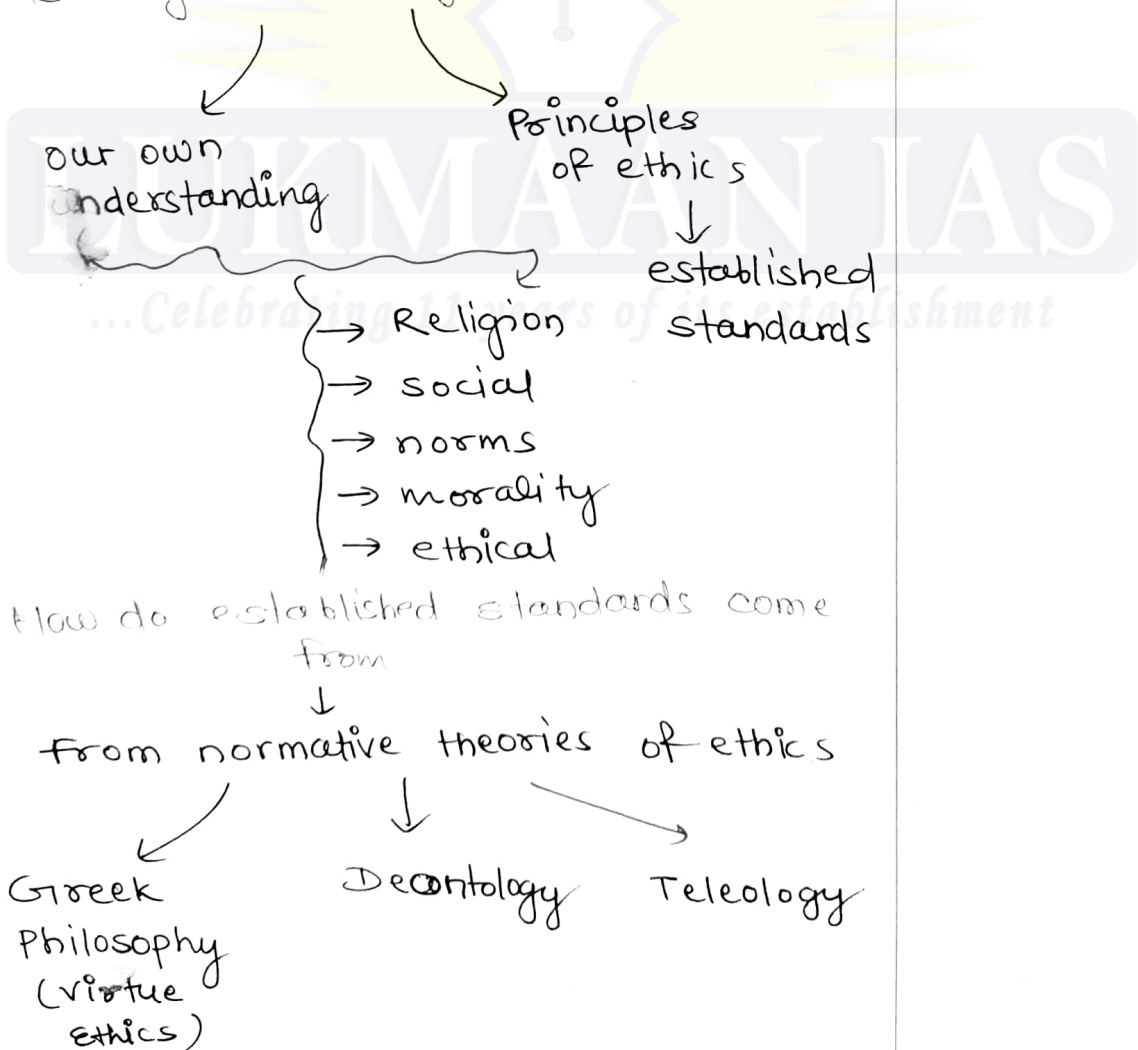 our own
understanding
Principles
of ethics
↓
established
standards
LUKMAAN IAS
...Celebrating 11 years of its establishment
→ Religion
→ social
→ norms
→ morality
→ ethical
How do established standards come
from
↓
from normative theories of ethics
Greek
Philosophy
(virtue
Ethics)
Deontology
Teleology